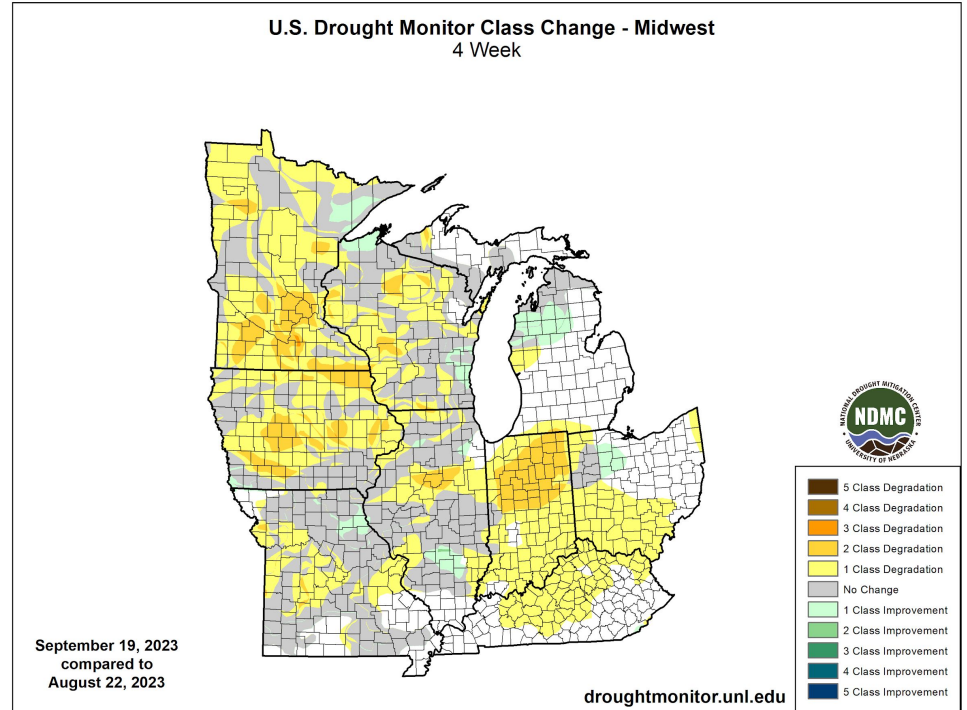 U.S. Drought Monitor Class Change - Midwest
4 Week
NATIONAL DROUGHT MITIGATION CENTER
NDMC
UNIVERSITY OF NEBRASKA
5 Class Degradation
4 Class Degradation
3 Class Degradation
2 Class Degradation
1 Class Degradation
No Change
1 Class Improvement
2 Class Improvement
3 Class Improvement
4 Class Improvement
5 Class Improvement
September 19, 2023
compared to
August 22, 2023
droughtmonitor.unl.edu